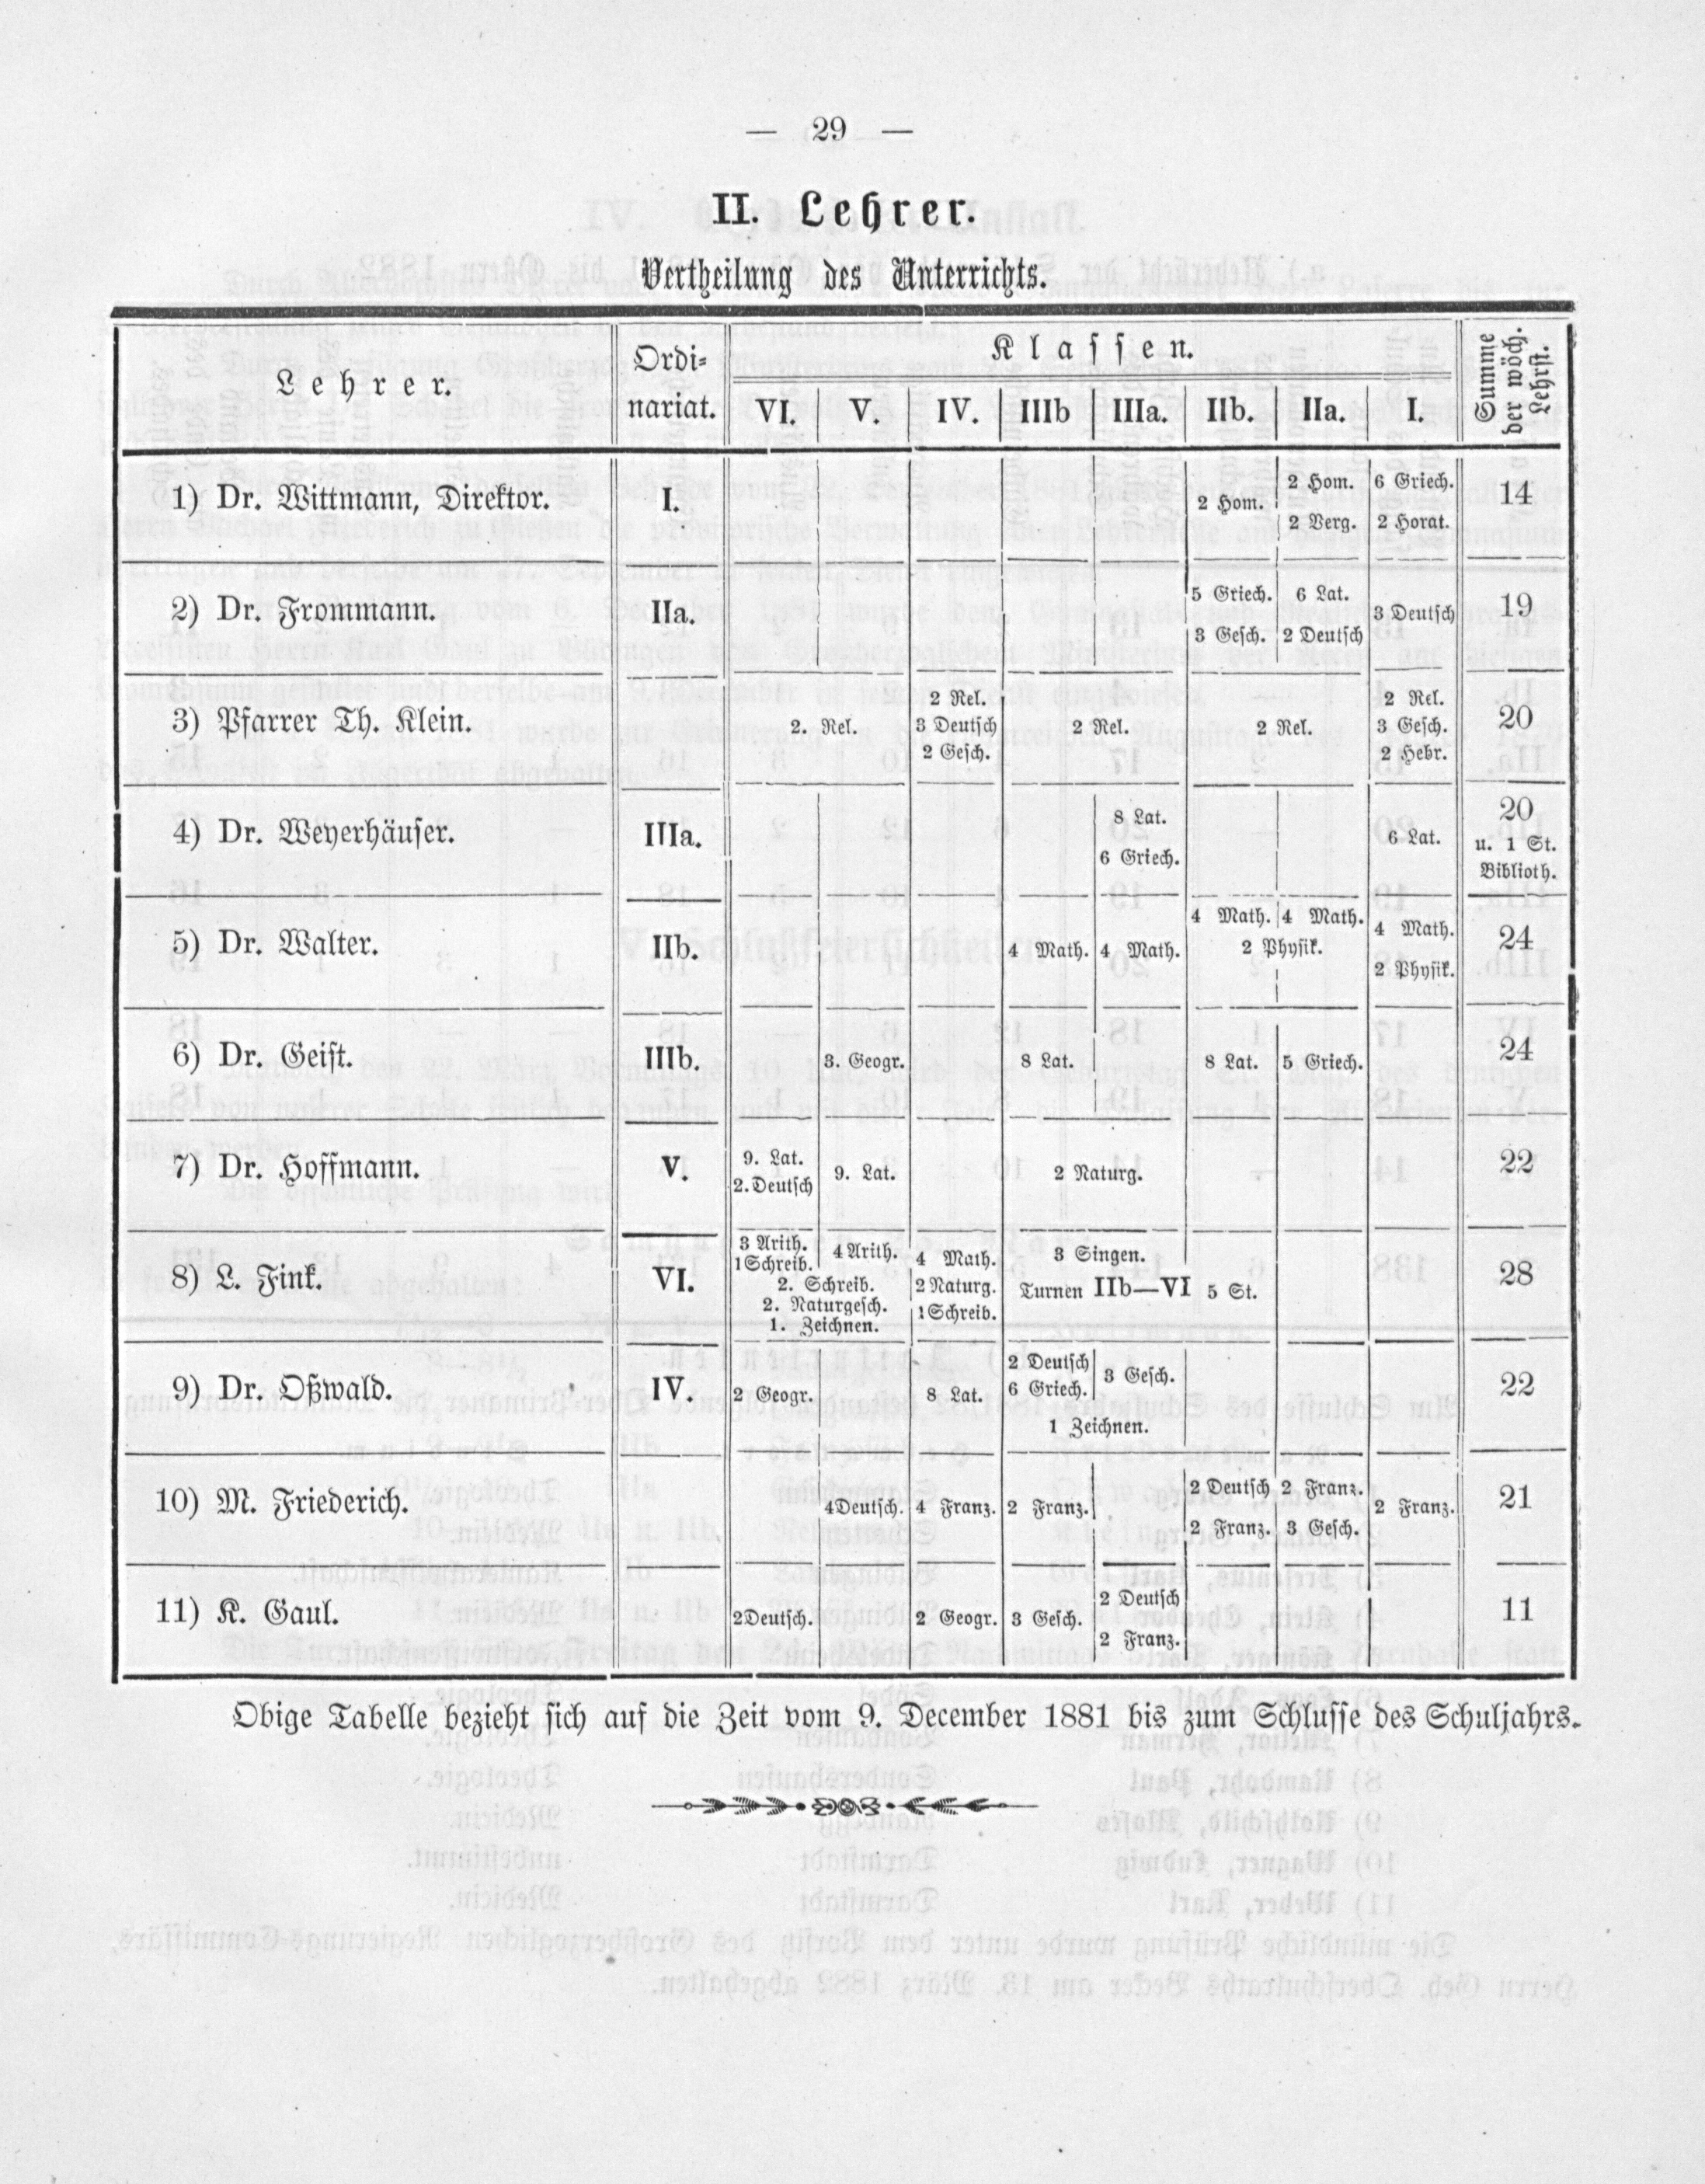 — 29 —
II. Lehrer.
Vertheilung des Unterrichts.
Lehrer. Ordi- nariat. Klassen. Summe der wöch. Lehrst.
VI. V. IV. IIIb IIIa. IIb. IIa. I.
1) Dr. Wittmann, Direktor. I. 2 Hom. 2 Hom. 2 Verg. 6 Griech. 2 Horat. 14
2) Dr. Frommann. IIa. 5 Griech. 3 Gesch. 6 Lat. 2 Deutsch 3 Deutsch 19
3) Pfarrer Th. Klein. 2. Rel. 2 Rel. 3 Deutsch 2 Gesch. 2 Rel. 2 Rel. 2 Rel. 3 Gesch. 2 Hebr. 20
4) Dr. Weyerhäuser. IIIa. 8 Lat. 6 Griech. 6 Lat. 20 u. 1 St. Biblioth.
5) Dr. Walter. IIb. 4 Math. 4 Math. 4 Math. 4 Math. 2 Physik. 4 Math. 2 Physik. 24
6) Dr. Geist. IIIb. 3. Geogr. 8 Lat. 8 Lat. 5 Griech. 24
7) Dr. Hoffmann. V. 9. Lat. 2. Deutsch 9. Lat. 2 Naturg. 22
8) L. Fink. VI. 3 Arith. 1 Schreib. 4 Arith. 2. Schreib. 2. Naturgesch. 1. Zeichnen. 4 Math. 2 Naturg. 1 Schreib. 3 Singen. Turnen IIb—VI 5 St. 28
9) Dr. Oßwald. IV. 2 Geogr. 8 Lat. 2 Deutsch 6 Griech. 3 Gesch. 1 Zeichnen. 22
10) M. Friederich. 4 Deutsch. 4 Franz. 2 Franz. 2 Deutsch 2 Franz. 2 Franz. 3 Gesch. 2 Franz. 21
11) K. Gaul. 2 Deutsch. 2 Geogr. 3 Gesch. 2 Deutsch 2 Franz. 11
Obige Tabelle bezieht sich auf die Zeit vom 9. December 1881 bis zum Schlusse des Schuljahrs.